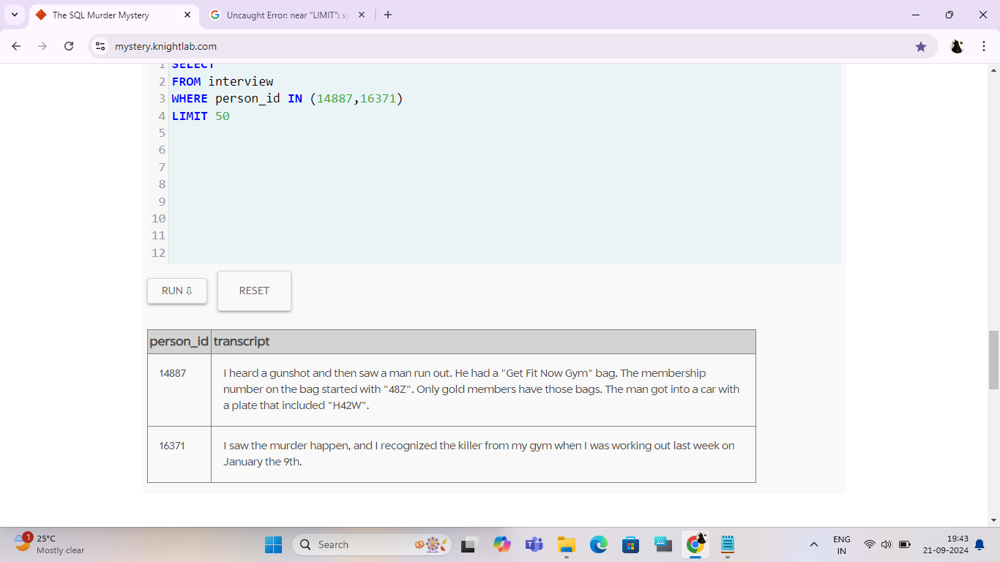 The SQL Murder Mystery
Uncaught Error: near "LIMIT": sy
mystery.knightlab.com
1 SELECT
2 FROM interview
3 WHERE person_id IN (14887,16371)
4 LIMIT 50
5
6
7
8
9
10
11
12
RUN ⇩ RESET
person_id transcript
14887 I heard a gunshot and then saw a man run out. He had a "Get Fit Now Gym" bag. The membership
number on the bag started with "48Z". Only gold members have those bags. The man got into a car with
a plate that included "H42W".
16371 I saw the murder happen, and I recognized the killer from my gym when I was working out last week on
January the 9th.
1
25°C
Mostly clear
Search
ENG
IN
19:43
21-09-2024